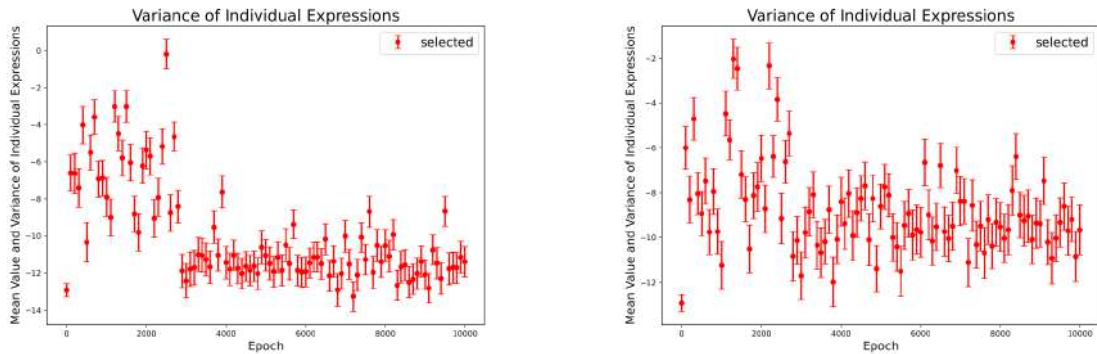 Variance of Individual Expressions
Mean Value and Variance of Individual Expressions
0
−2
−4
−6
−8
−10
−12
−14
0 2000 4000 6000 8000 10000
Epoch
selected
Variance of Individual Expressions
Mean Value and Variance of Individual Expressions
−2
−4
−6
−8
−10
−12
0 2000 4000 6000 8000 10000
Epoch
selected